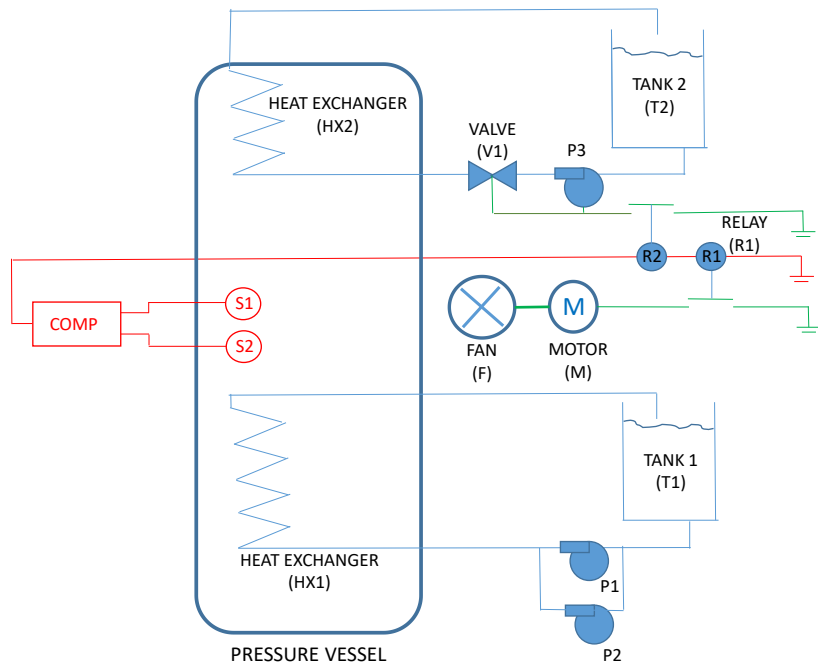 TANK 2
(T2)
HEAT EXCHANGER
(HX2)
VALVE
(V1)
P3
RELAY
(R1)
R2
R1
S1
COMP
S2
M
FAN
(F)
MOTOR
(M)
TANK 1
(T1)
HEAT EXCHANGER
(HX1)
P1
P2
PRESSURE VESSEL